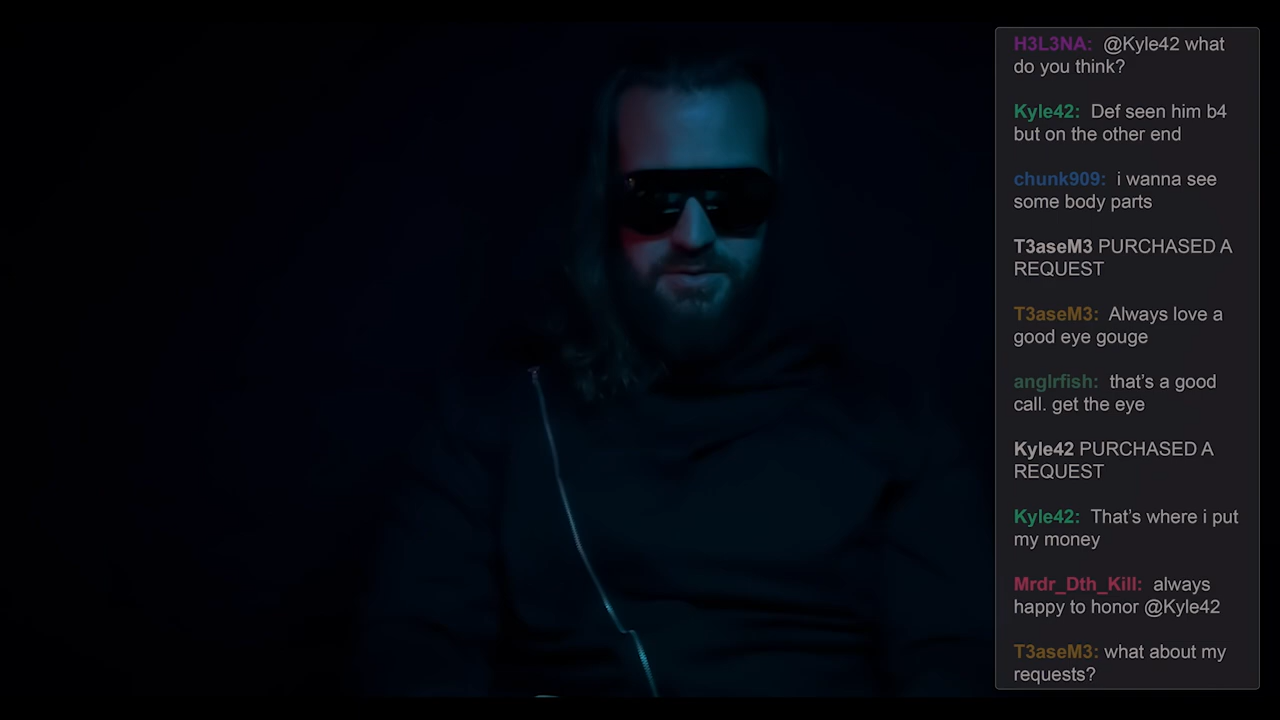 H3L3NA: @Kyle42 what
do you think?
Kyle42: Def seen him b4
but on the other end
chunk909: i wanna see
some body parts
T3aseM3 PURCHASED A
REQUEST
T3aseM3: Always love a
good eye gouge
anglrfish: that's a good
call. get the eye
Kyle42 PURCHASED A
REQUEST
Kyle42: That's where i put
my money
Mrdr_Dth_Kill: always
happy to honor @Kyle42
T3aseM3: what about my
requests?